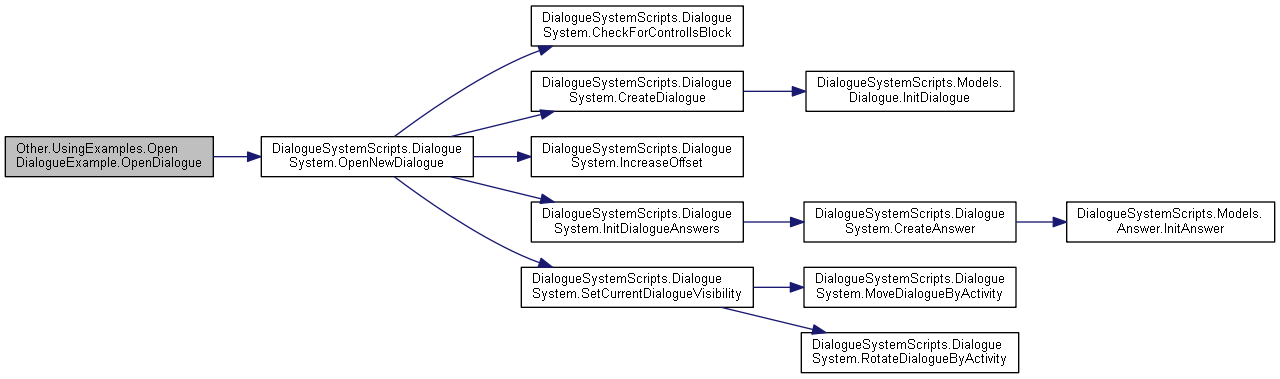 DialogueSystemScripts.Dialogue
System.CheckForControllsBlock
DialogueSystemScripts.Dialogue
System.CreateDialogue
DialogueSystemScripts.Models.
Dialogue.InitDialogue
Other.UsingExamples.Open
DialogueExample.OpenDialogue
DialogueSystemScripts.Dialogue
System.OpenNewDialogue
DialogueSystemScripts.Dialogue
System.IncreaseOffset
DialogueSystemScripts.Dialogue
System.InitDialogueAnswers
DialogueSystemScripts.Dialogue
System.CreateAnswer
DialogueSystemScripts.Models.
Answer.InitAnswer
DialogueSystemScripts.Dialogue
System.SetCurrentDialogueVisibility
DialogueSystemScripts.Dialogue
System.MoveDialogueByActivity
DialogueSystemScripts.Dialogue
System.RotateDialogueByActivity